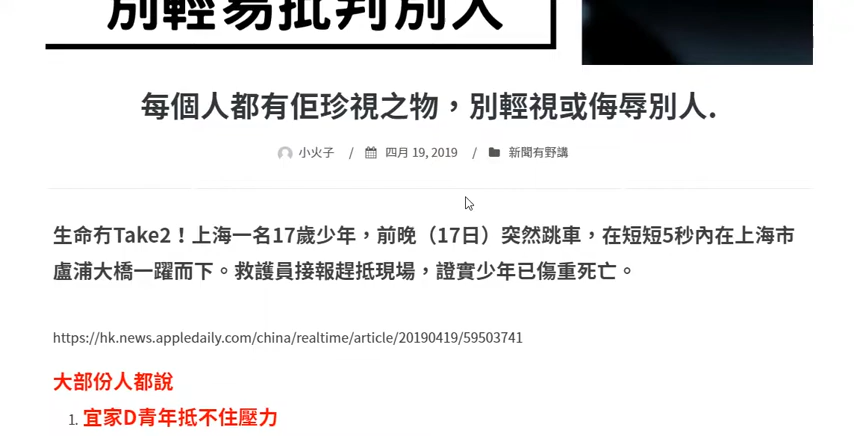 別輕易批判別人
每個人都有佢珍視之物，別輕視或侮辱別人.
小火子 / 四月 19, 2019 / 新聞有野講
生命冇Take2！上海一名17歲少年，前晚（17日）突然跳車，在短短5秒內在上海市
盧浦大橋一躍而下。救護員接報趕抵現場，證實少年已傷重死亡。
https://hk.news.appledaily.com/china/realtime/article/20190419/59503741
大部份人都說
1. 宜家D青年抵不住壓力